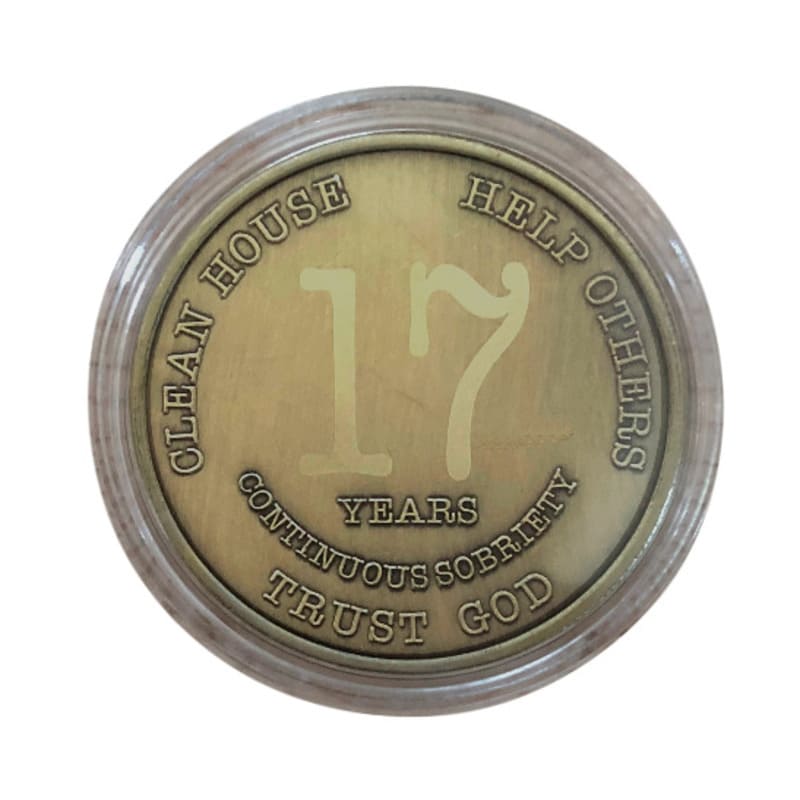 CLEAN HOUSE
HELP OTHERS
17
YEARS
CONTINUOUS SOBRIETY
TRUST GOD